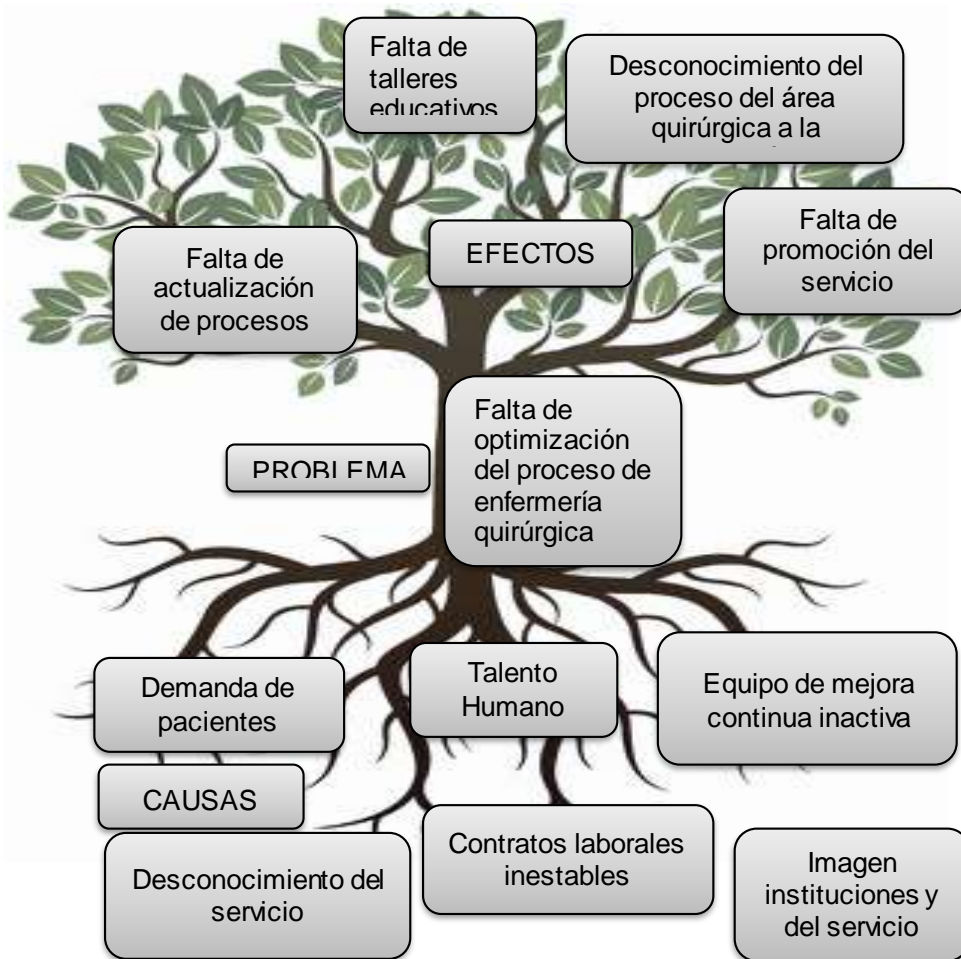 Falta de
talleres
educativos
Desconocimiento del
proceso del área
quirúrgica a la
Falta de
promoción del
servicio
EFECTOS
Falta de
actualización
de procesos
Falta de
optimización
del proceso de
enfermería
quirúrgica
PROBLEMA
Demanda de
pacientes
Talento
Humano
Equipo de mejora
continua inactiva
CAUSAS
Desconocimiento del
servicio
Contratos laborales
inestables
Imagen
instituciones y
del servicio